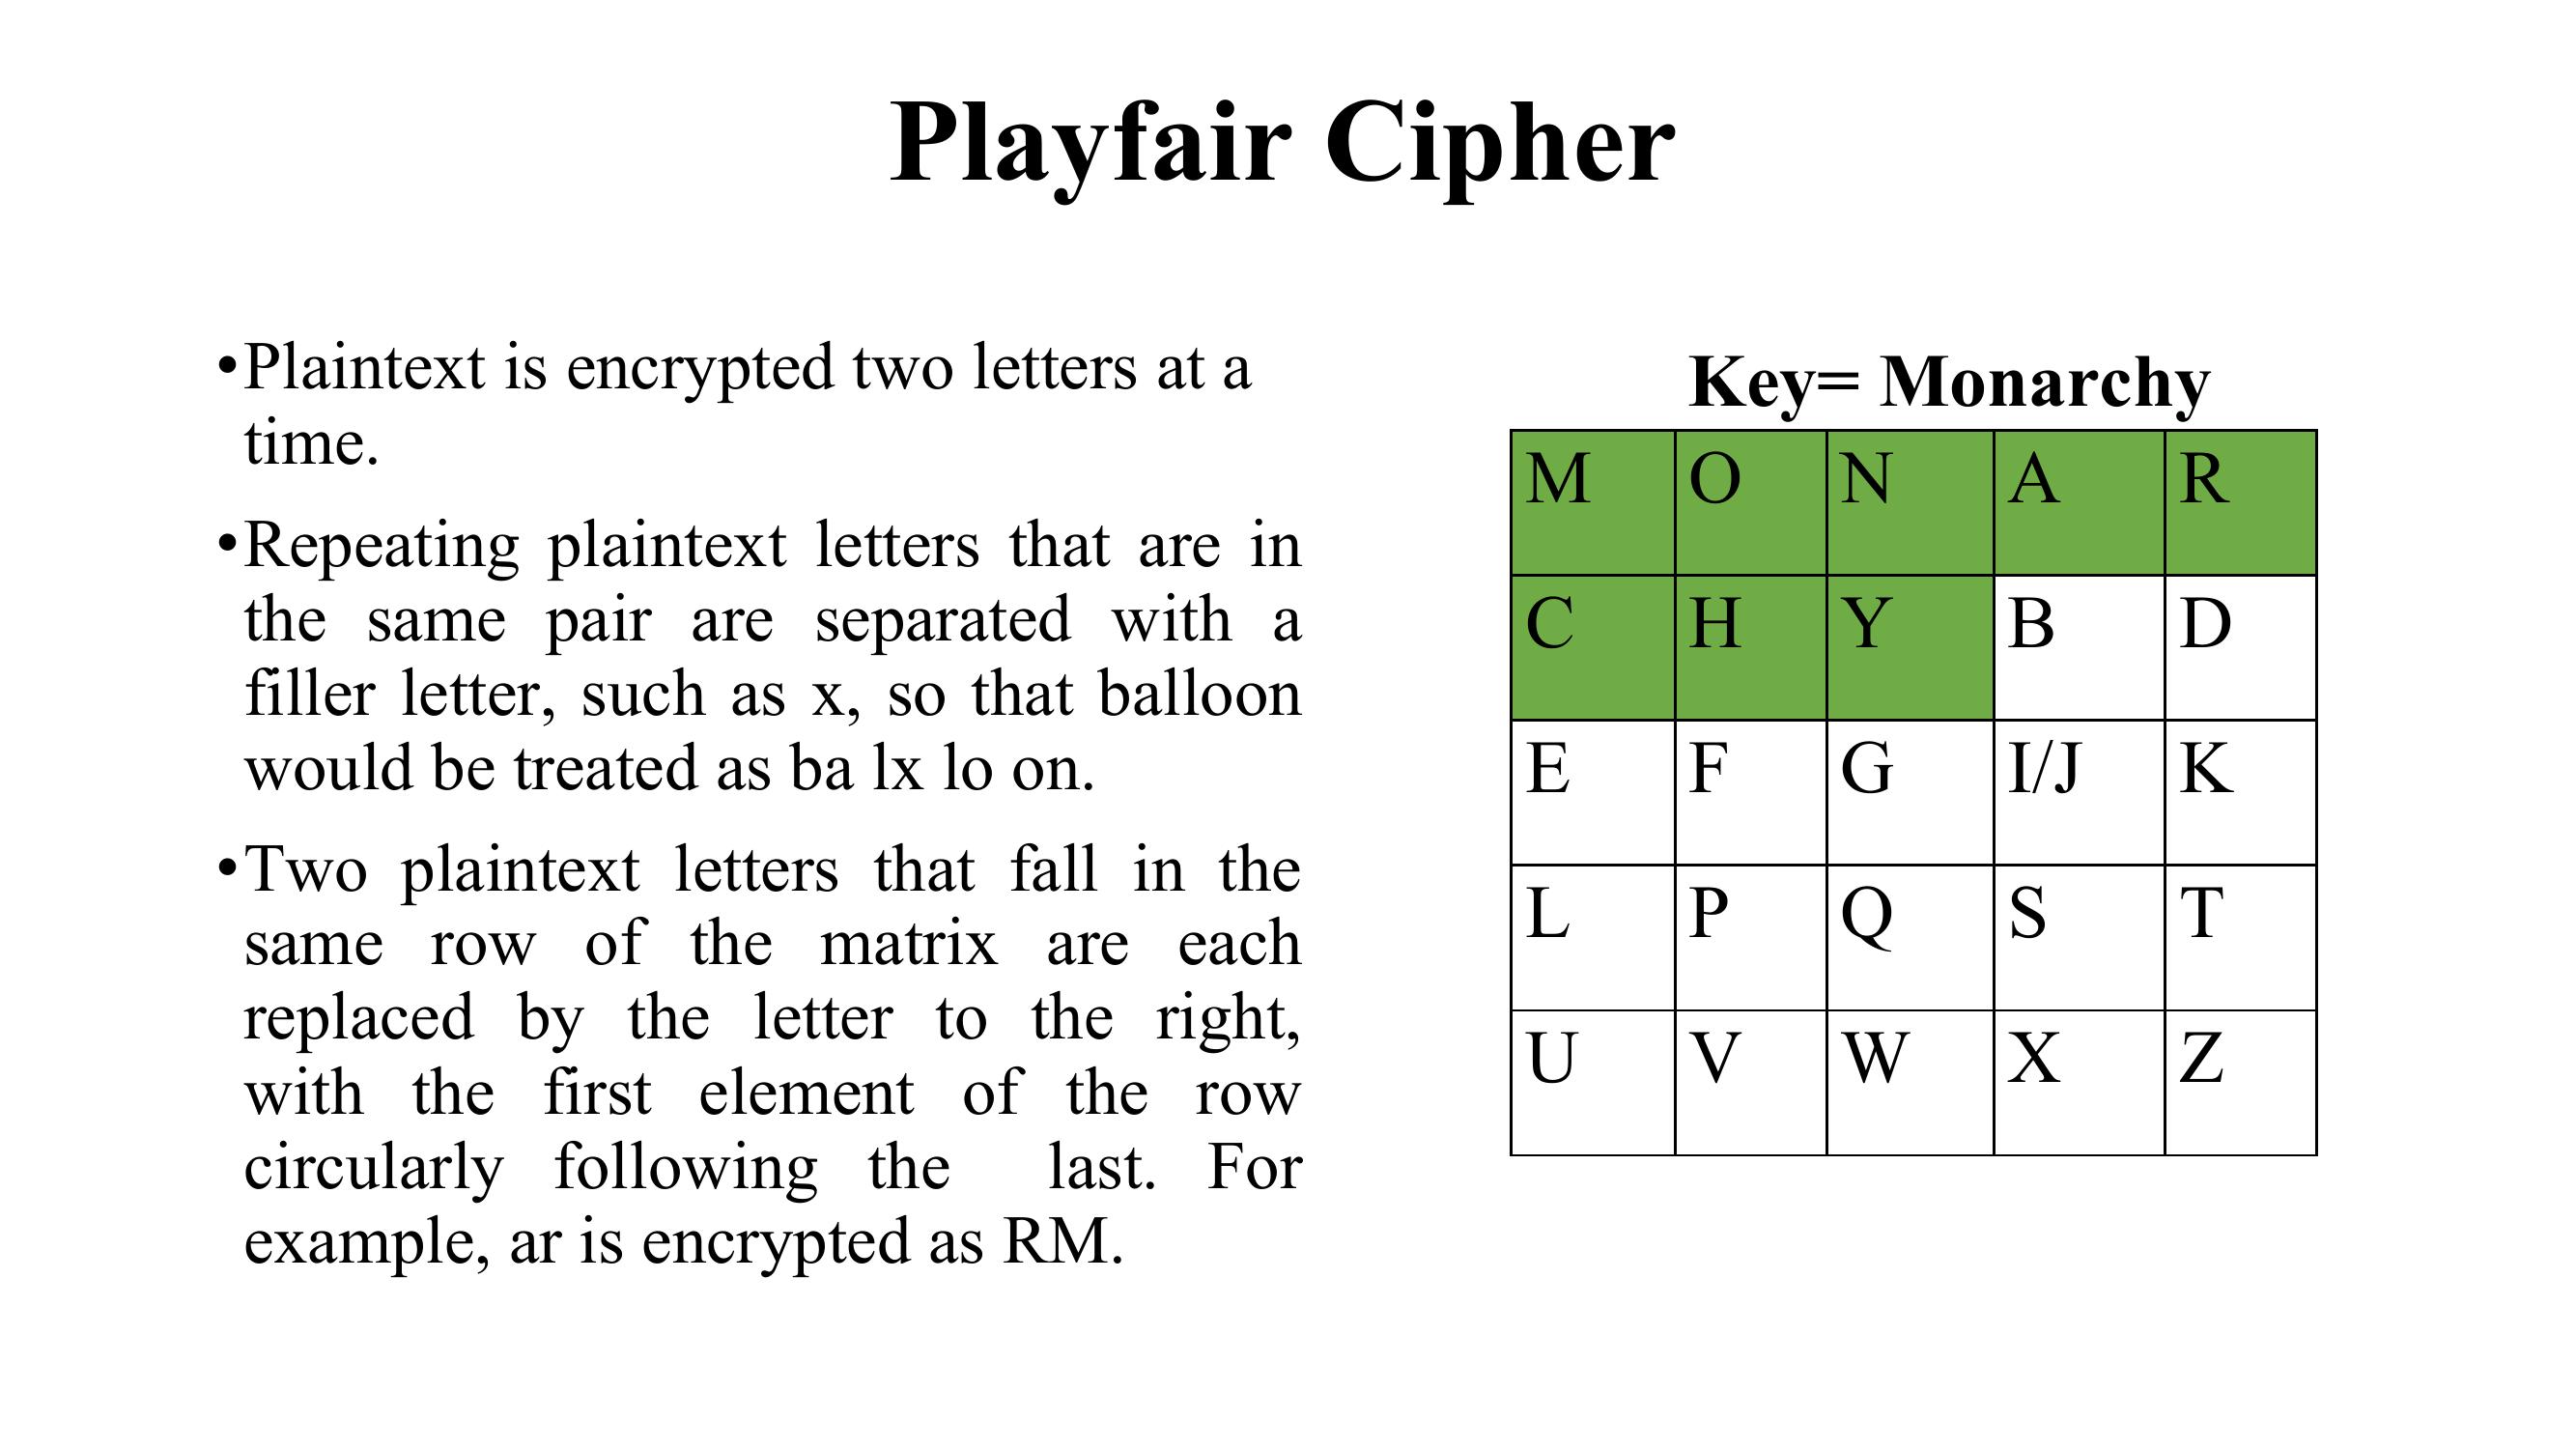 Playfair Cipher
•Plaintext is encrypted two letters at a
time.
•Repeating plaintext letters that are in
the same pair are separated with a
filler letter, such as x, so that balloon
would be treated as ba lx lo on.
•Two plaintext letters that fall in the
same row of the matrix are each
replaced by the letter to the right,
with the first element of the row
circularly following the last. For
example, ar is encrypted as RM.
Key= Monarchy
M O N A R
C H Y B D
E F G I/J K
L P Q S T
U V W X Z